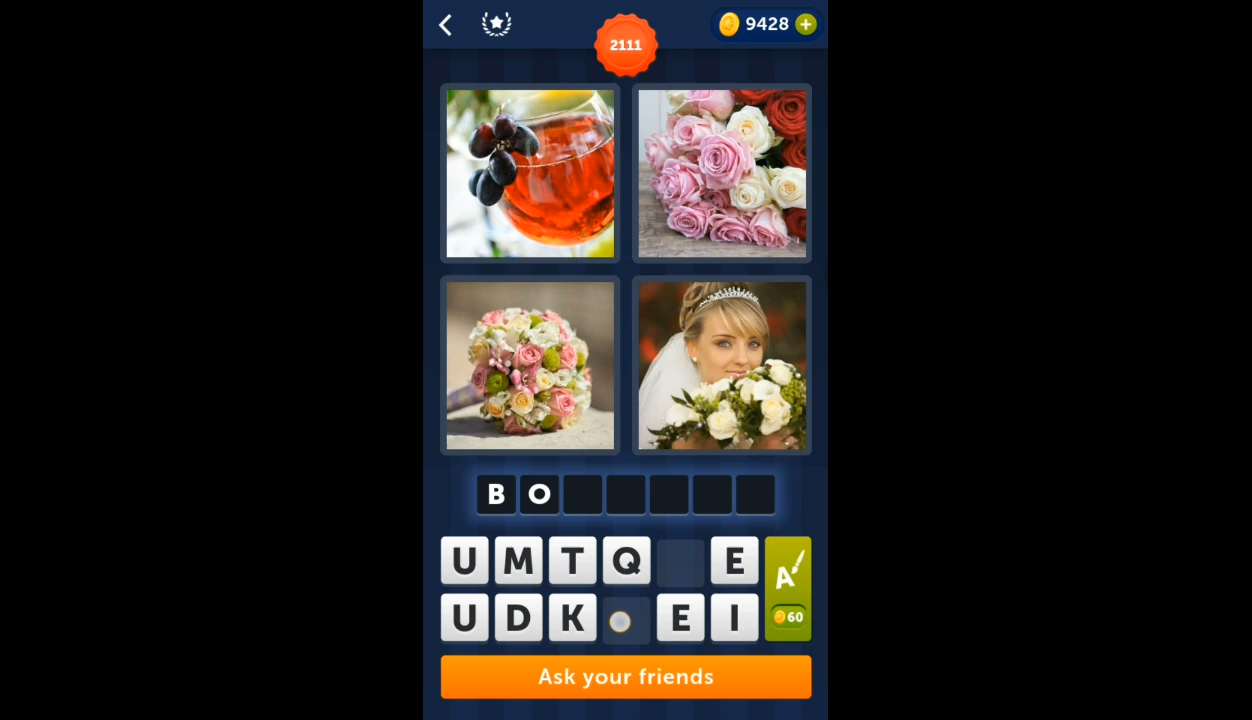 9428 +
2111
B O
U M T Q E
U D K E I
A
60
Ask your friends